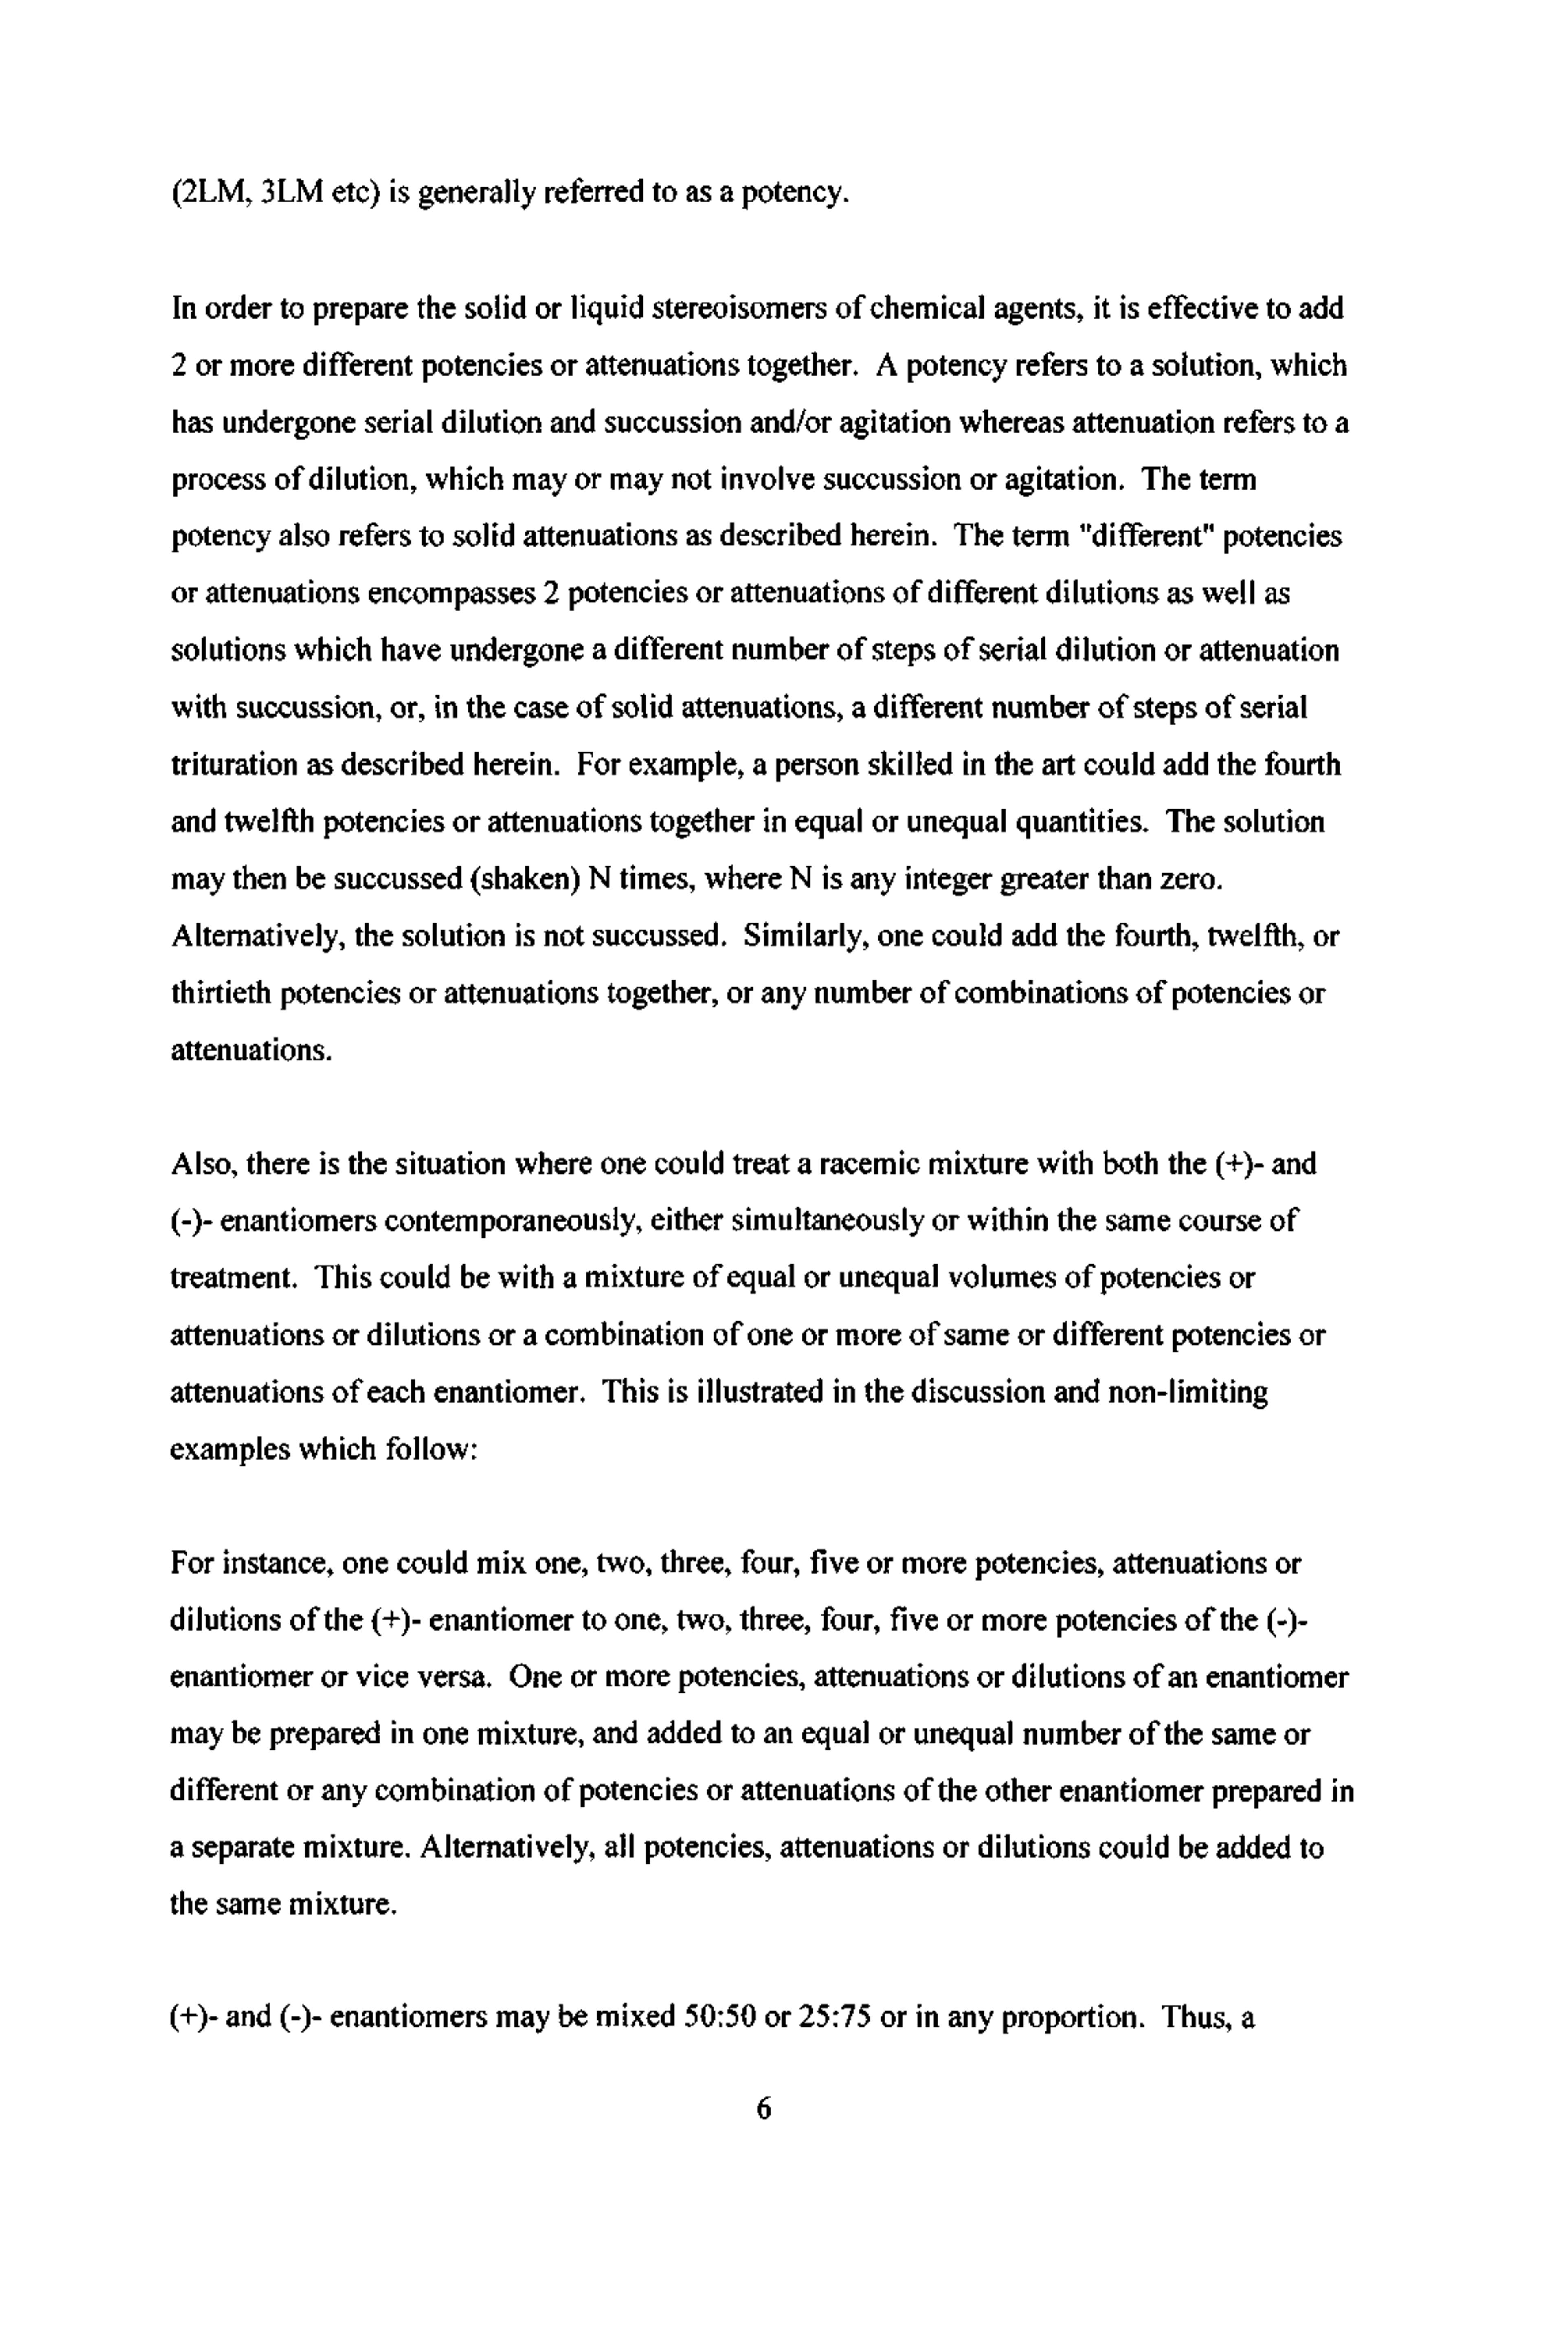 (2LM, 3LM etc) is generally referred to as a potency.
In order to prepare the solid or liquid stereoisomers of chemical agents, it is effective to add
2 or more different potencies or attenuations together. A potency refers to a solution, which
has undergone serial dilution and succussion and/or agitation whereas attenuation refers to a
process of dilution, which may or may not involve succussion or agitation. The term
potency also refers to solid attenuations as described herein. The term "different" potencies
or attenuations encompasses 2 potencies or attenuations of different dilutions as well as
solutions which have undergone a different number of steps of serial dilution or attenuation
with succussion, or, in the case of solid attenuations, a different number of steps of serial
trituration as described herein. For example, a person skilled in the art could add the fourth
and twelfth potencies or attenuations together in equal or unequal quantities. The solution
may then be succussed (shaken) N times, where N is any integer greater than zero.
Alternatively, the solution is not succussed. Similarly, one could add the fourth, twelfth, or
thirtieth potencies or attenuations together, or any number of combinations of potencies or
attenuations.
Also, there is the situation where one could treat a racemic mixture with both the (+)- and
(-)- enantiomers contemporaneously, either simultaneously or within the same course of
treatment. This could be with a mixture of equal or unequal volumes of potencies or
attenuations or dilutions or a combination of one or more of same or different potencies or
attenuations of each enantiomer. This is illustrated in the discussion and non-limiting
examples which follow:
For instance, one could mix one, two, three, four, five or more potencies, attenuations or
dilutions of the (+)- enantiomer to one, two, three, four, five or more potencies of the (-)-
enantiomer or vice versa. One or more potencies, attenuations or dilutions of an enantiomer
may be prepared in one mixture, and added to an equal or unequal number of the same or
different or any combination of potencies or attenuations of the other enantiomer prepared in
a separate mixture. Alternatively, all potencies, attenuations or dilutions could be added to
the same mixture.
(+)- and (-)- enantiomers may be mixed 50:50 or 25:75 or in any proportion. Thus, a
6